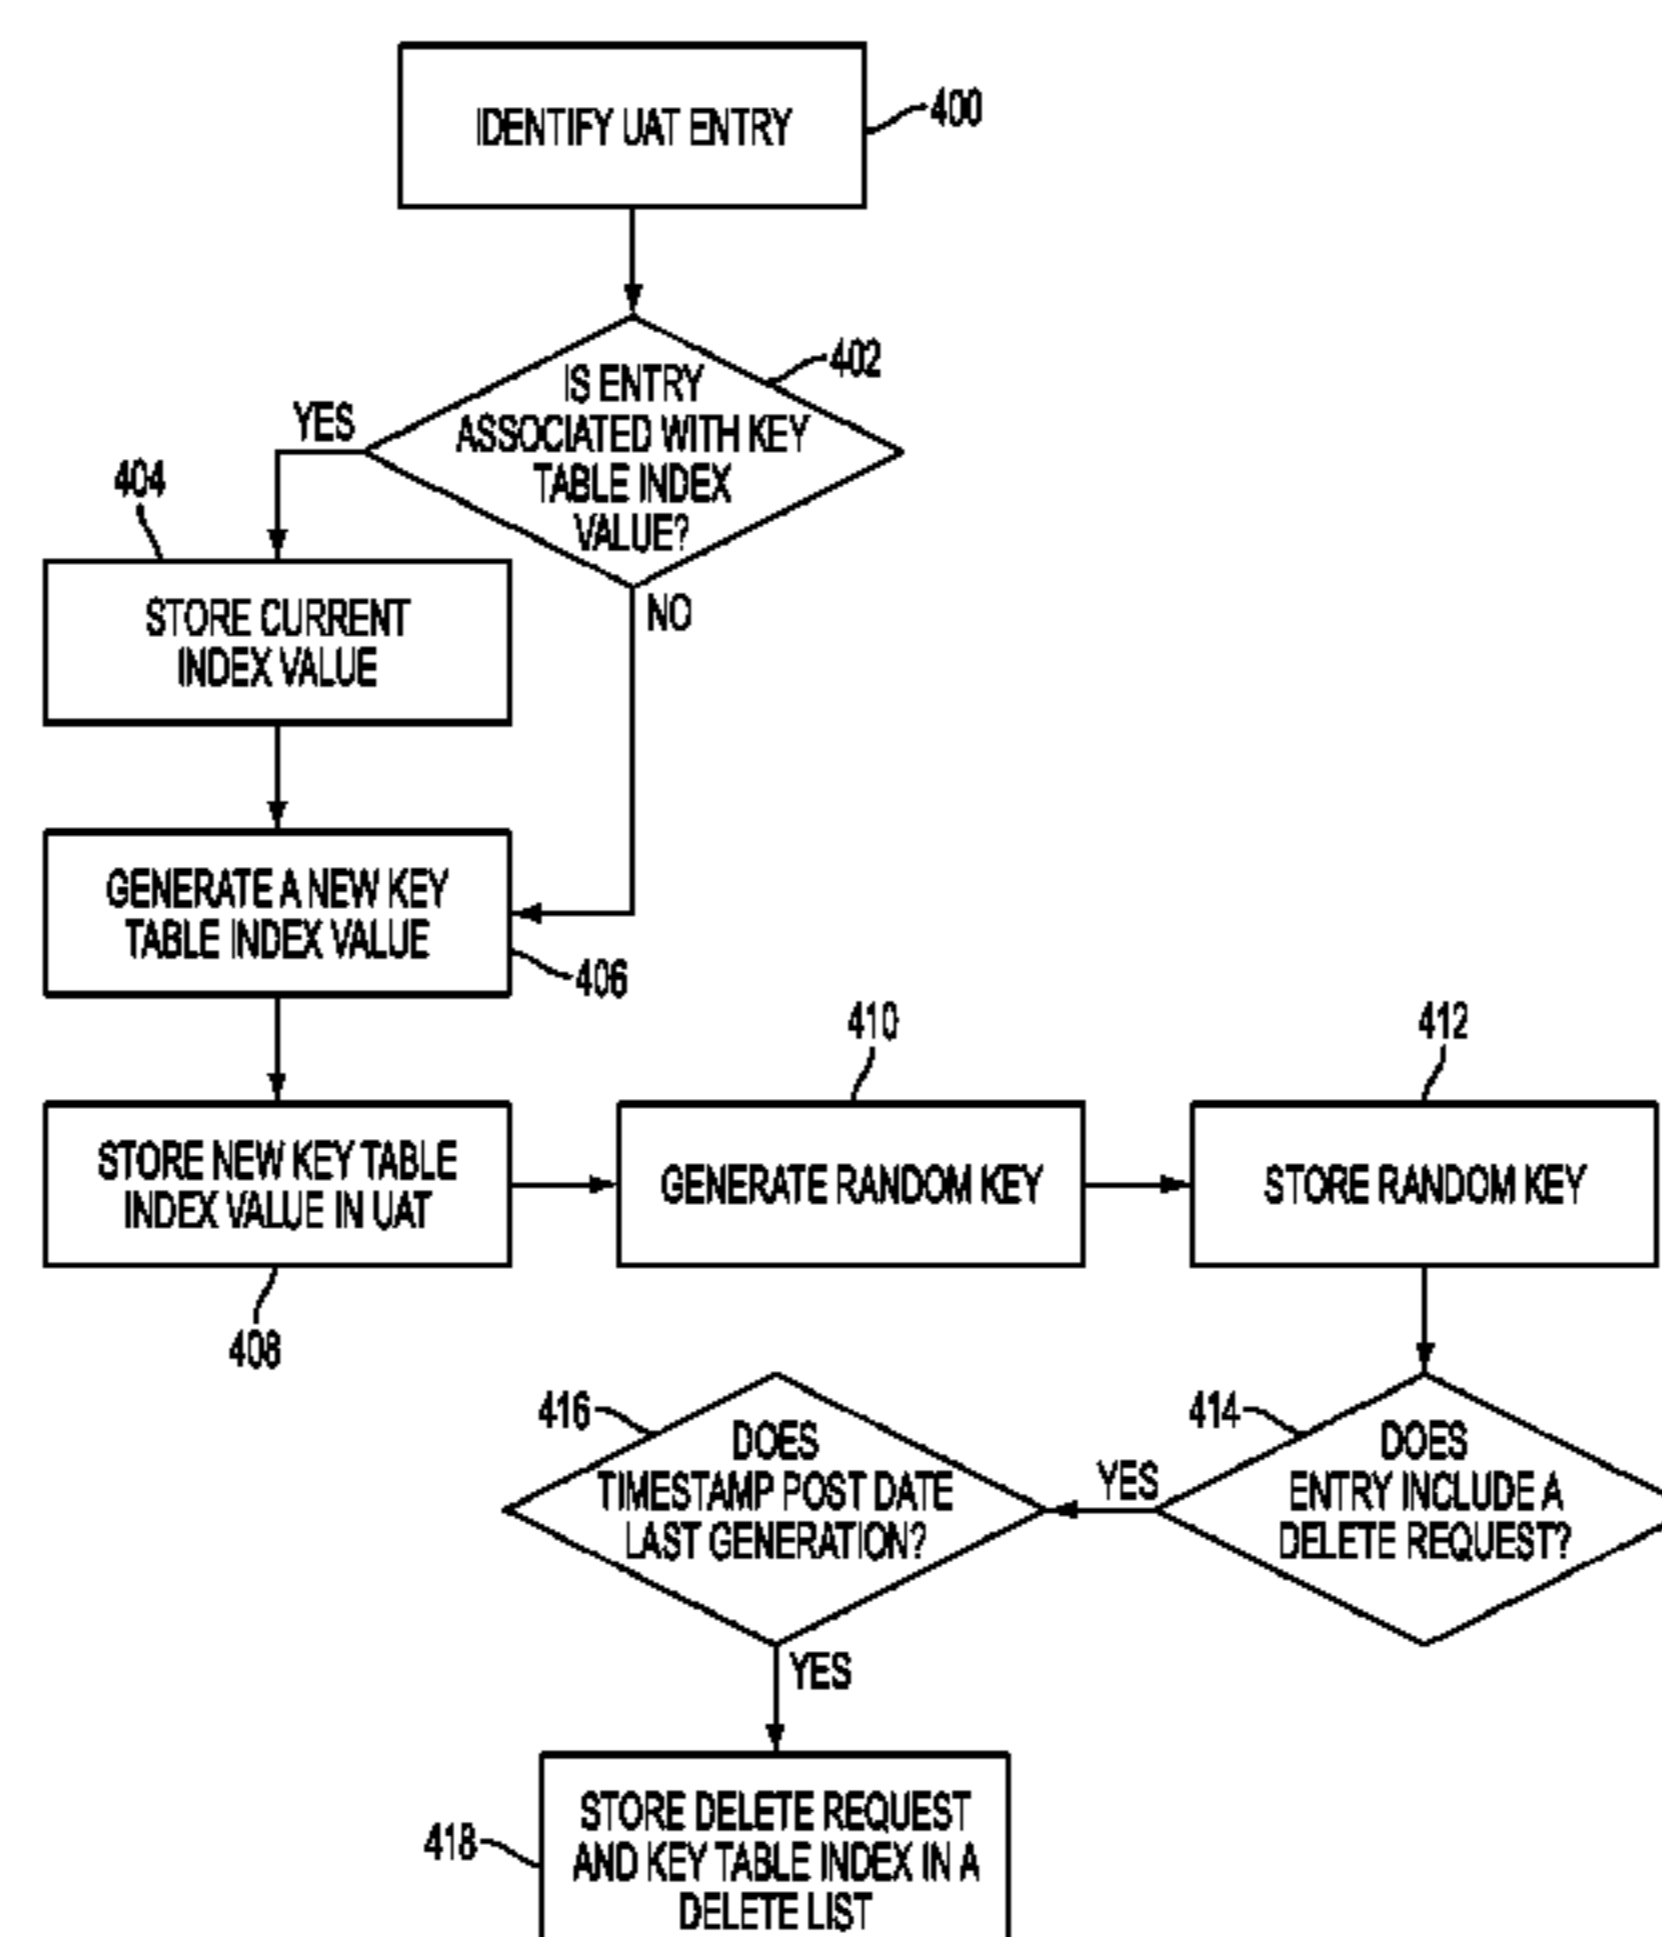 IDENTIFY UAT ENTRY
400
IS ENTRY
ASSOCIATED WITH KEY
TABLE INDEX
VALUE?
402
YES
NO
404
STORE CURRENT
INDEX VALUE
GENERATE A NEW KEY
TABLE INDEX VALUE
406
STORE NEW KEY TABLE
INDEX VALUE IN UAT
408
410
GENERATE RANDOM KEY
412
STORE RANDOM KEY
414
DOES
ENTRY INCLUDE A
DELETE REQUEST?
YES
416
DOES
TIMESTAMP POST DATE
LAST GENERATION?
YES
418
STORE DELETE REQUEST
AND KEY TABLE INDEX IN A
DELETE LIST